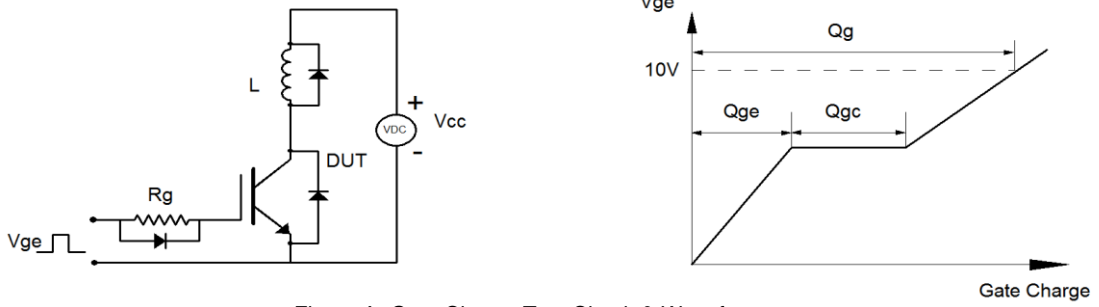 L
VDC
+
Vcc
-
DUT
Rg
Vge
Vge
Qg
10V
Qge
Qgc
Gate Charge